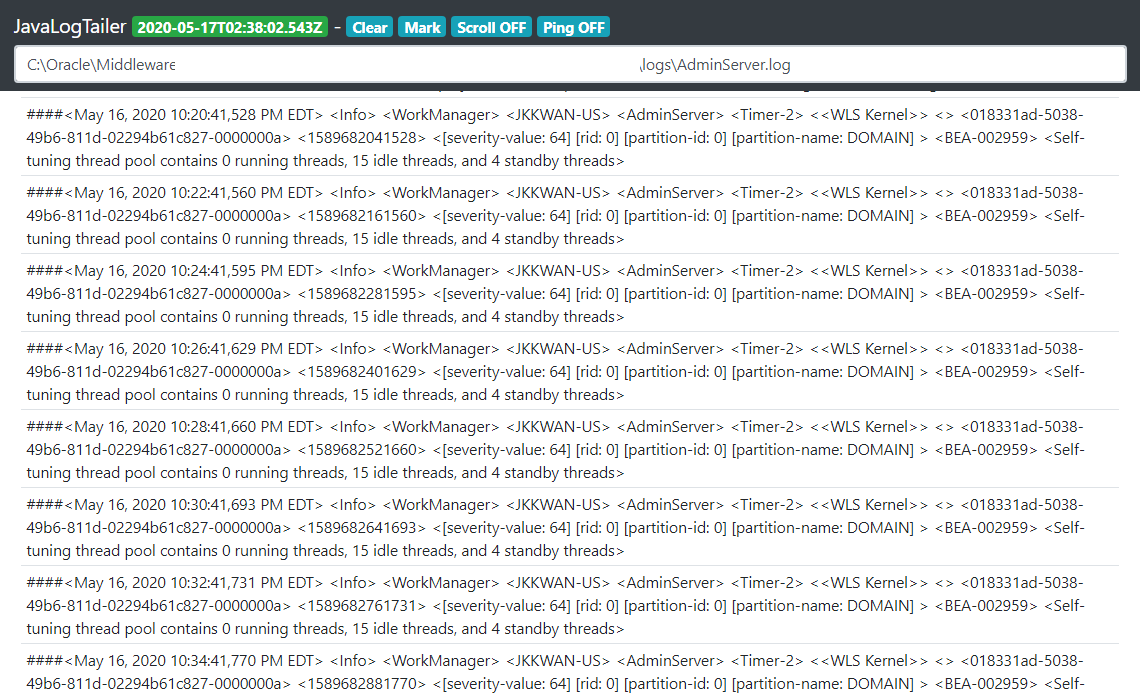 JavaLogTailer 2020-05-17T02:38:02.543Z - Clear Mark Scroll OFF Ping OFF
C:\Oracle\Middleware \logs\AdminServer.log
####<May 16, 2020 10:20:41,528 PM EDT> <Info> <WorkManager> <JKKWAN-US> <AdminServer> <Timer-2> <<WLS Kernel>> <> <018331ad-5038-
49b6-811d-02294b61c827-0000000a> <1589682041528> <[severity-value: 64] [rid: 0] [partition-id: 0] [partition-name: DOMAIN] > <BEA-002959> <Self-
tuning thread pool contains 0 running threads, 15 idle threads, and 4 standby threads>
####<May 16, 2020 10:22:41,560 PM EDT> <Info> <WorkManager> <JKKWAN-US> <AdminServer> <Timer-2> <<WLS Kernel>> <> <018331ad-5038-
49b6-811d-02294b61c827-0000000a> <1589682161560> <[severity-value: 64] [rid: 0] [partition-id: 0] [partition-name: DOMAIN] > <BEA-002959> <Self-
tuning thread pool contains 0 running threads, 15 idle threads, and 4 standby threads>
####<May 16, 2020 10:24:41,595 PM EDT> <Info> <WorkManager> <JKKWAN-US> <AdminServer> <Timer-2> <<WLS Kernel>> <> <018331ad-5038-
49b6-811d-02294b61c827-0000000a> <1589682281595> <[severity-value: 64] [rid: 0] [partition-id: 0] [partition-name: DOMAIN] > <BEA-002959> <Self-
tuning thread pool contains 0 running threads, 15 idle threads, and 4 standby threads>
####<May 16, 2020 10:26:41,629 PM EDT> <Info> <WorkManager> <JKKWAN-US> <AdminServer> <Timer-2> <<WLS Kernel>> <> <018331ad-5038-
49b6-811d-02294b61c827-0000000a> <1589682401629> <[severity-value: 64] [rid: 0] [partition-id: 0] [partition-name: DOMAIN] > <BEA-002959> <Self-
tuning thread pool contains 0 running threads, 15 idle threads, and 4 standby threads>
####<May 16, 2020 10:28:41,660 PM EDT> <Info> <WorkManager> <JKKWAN-US> <AdminServer> <Timer-2> <<WLS Kernel>> <> <018331ad-5038-
49b6-811d-02294b61c827-0000000a> <1589682521660> <[severity-value: 64] [rid: 0] [partition-id: 0] [partition-name: DOMAIN] > <BEA-002959> <Self-
tuning thread pool contains 0 running threads, 15 idle threads, and 4 standby threads>
####<May 16, 2020 10:30:41,693 PM EDT> <Info> <WorkManager> <JKKWAN-US> <AdminServer> <Timer-2> <<WLS Kernel>> <> <018331ad-5038-
49b6-811d-02294b61c827-0000000a> <1589682641693> <[severity-value: 64] [rid: 0] [partition-id: 0] [partition-name: DOMAIN] > <BEA-002959> <Self-
tuning thread pool contains 0 running threads, 15 idle threads, and 4 standby threads>
####<May 16, 2020 10:32:41,731 PM EDT> <Info> <WorkManager> <JKKWAN-US> <AdminServer> <Timer-2> <<WLS Kernel>> <> <018331ad-5038-
49b6-811d-02294b61c827-0000000a> <1589682761731> <[severity-value: 64] [rid: 0] [partition-id: 0] [partition-name: DOMAIN] > <BEA-002959> <Self-
tuning thread pool contains 0 running threads, 15 idle threads, and 4 standby threads>
####<May 16, 2020 10:34:41,770 PM EDT> <Info> <WorkManager> <JKKWAN-US> <AdminServer> <Timer-2> <<WLS Kernel>> <> <018331ad-5038-
49b6-811d-02294b61c827-0000000a> <1589682881770> <[severity-value: 64] [rid: 0] [partition-id: 0] [partition-name: DOMAIN] > <BEA-002959> <Self-